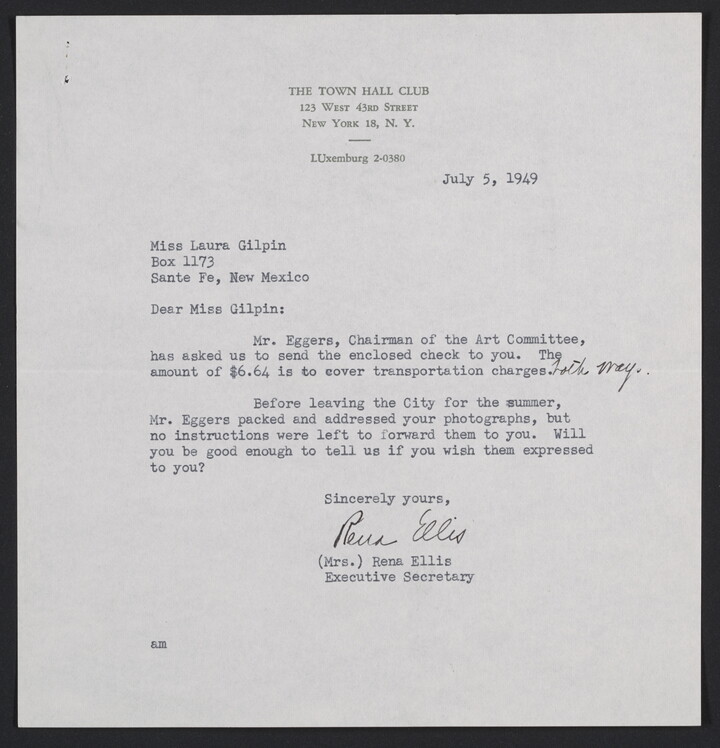 THE TOWN HALL CLUB
123 WEST 43RD STREET
NEW YORK 18, N. Y.
LUxemburg 2-0380
July 5, 1949
Miss Laura Gilpin
Box 1173
Sante Fe, New Mexico
Dear Miss Gilpin:
Mr. Eggers, Chairman of the Art Committee,
has asked us to send the enclosed check to you. The
amount of $6.64 is to cover transportation charges.both ways.
Before leaving the City for the summer,
Mr. Eggers packed and addressed your photographs, but
no instructions were left to forward them to you. Will
you be good enough to tell us if you wish them expressed
to you?
Sincerely yours,
Rena Ellis
(Mrs.) Rena Ellis
Executive Secretary
am